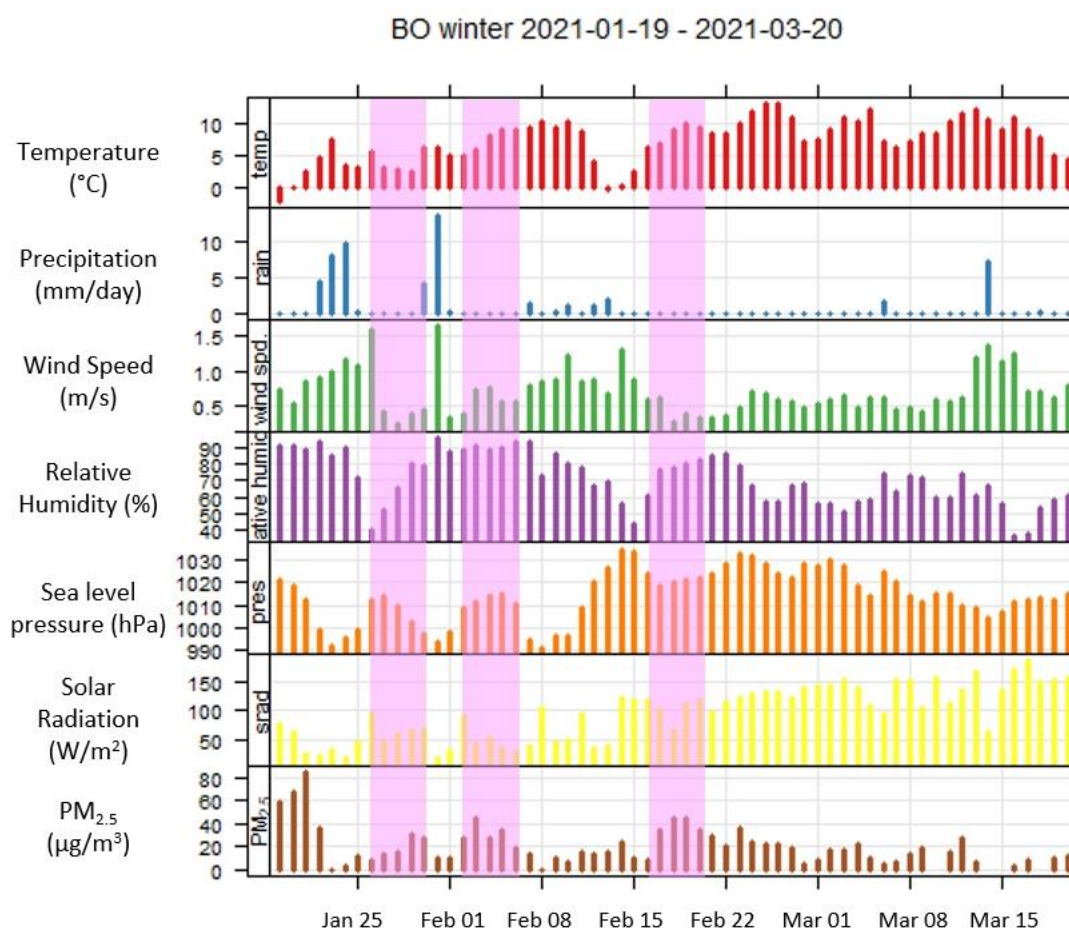 BO winter 2021-01-19 - 2021-03-20
Temperature
(°C)
temp
10
5
0
Precipitation
(mm/day)
rain
10
5
0
Wind Speed
(m/s)
wind spd.
1.5
1.0
0.5
Relative
Humidity (%)
ative humid
90
80
70
60
50
40
Sea level
pressure (hPa)
pres
1030
1020
1010
1000
990
Solar
Radiation
(W/m²)
srad
150
100
50
PM₂.₅
(µg/m³)
PM₂.₅
80
60
40
20
0
Jan 25 Feb 01 Feb 08 Feb 15 Feb 22 Mar 01 Mar 08 Mar 15